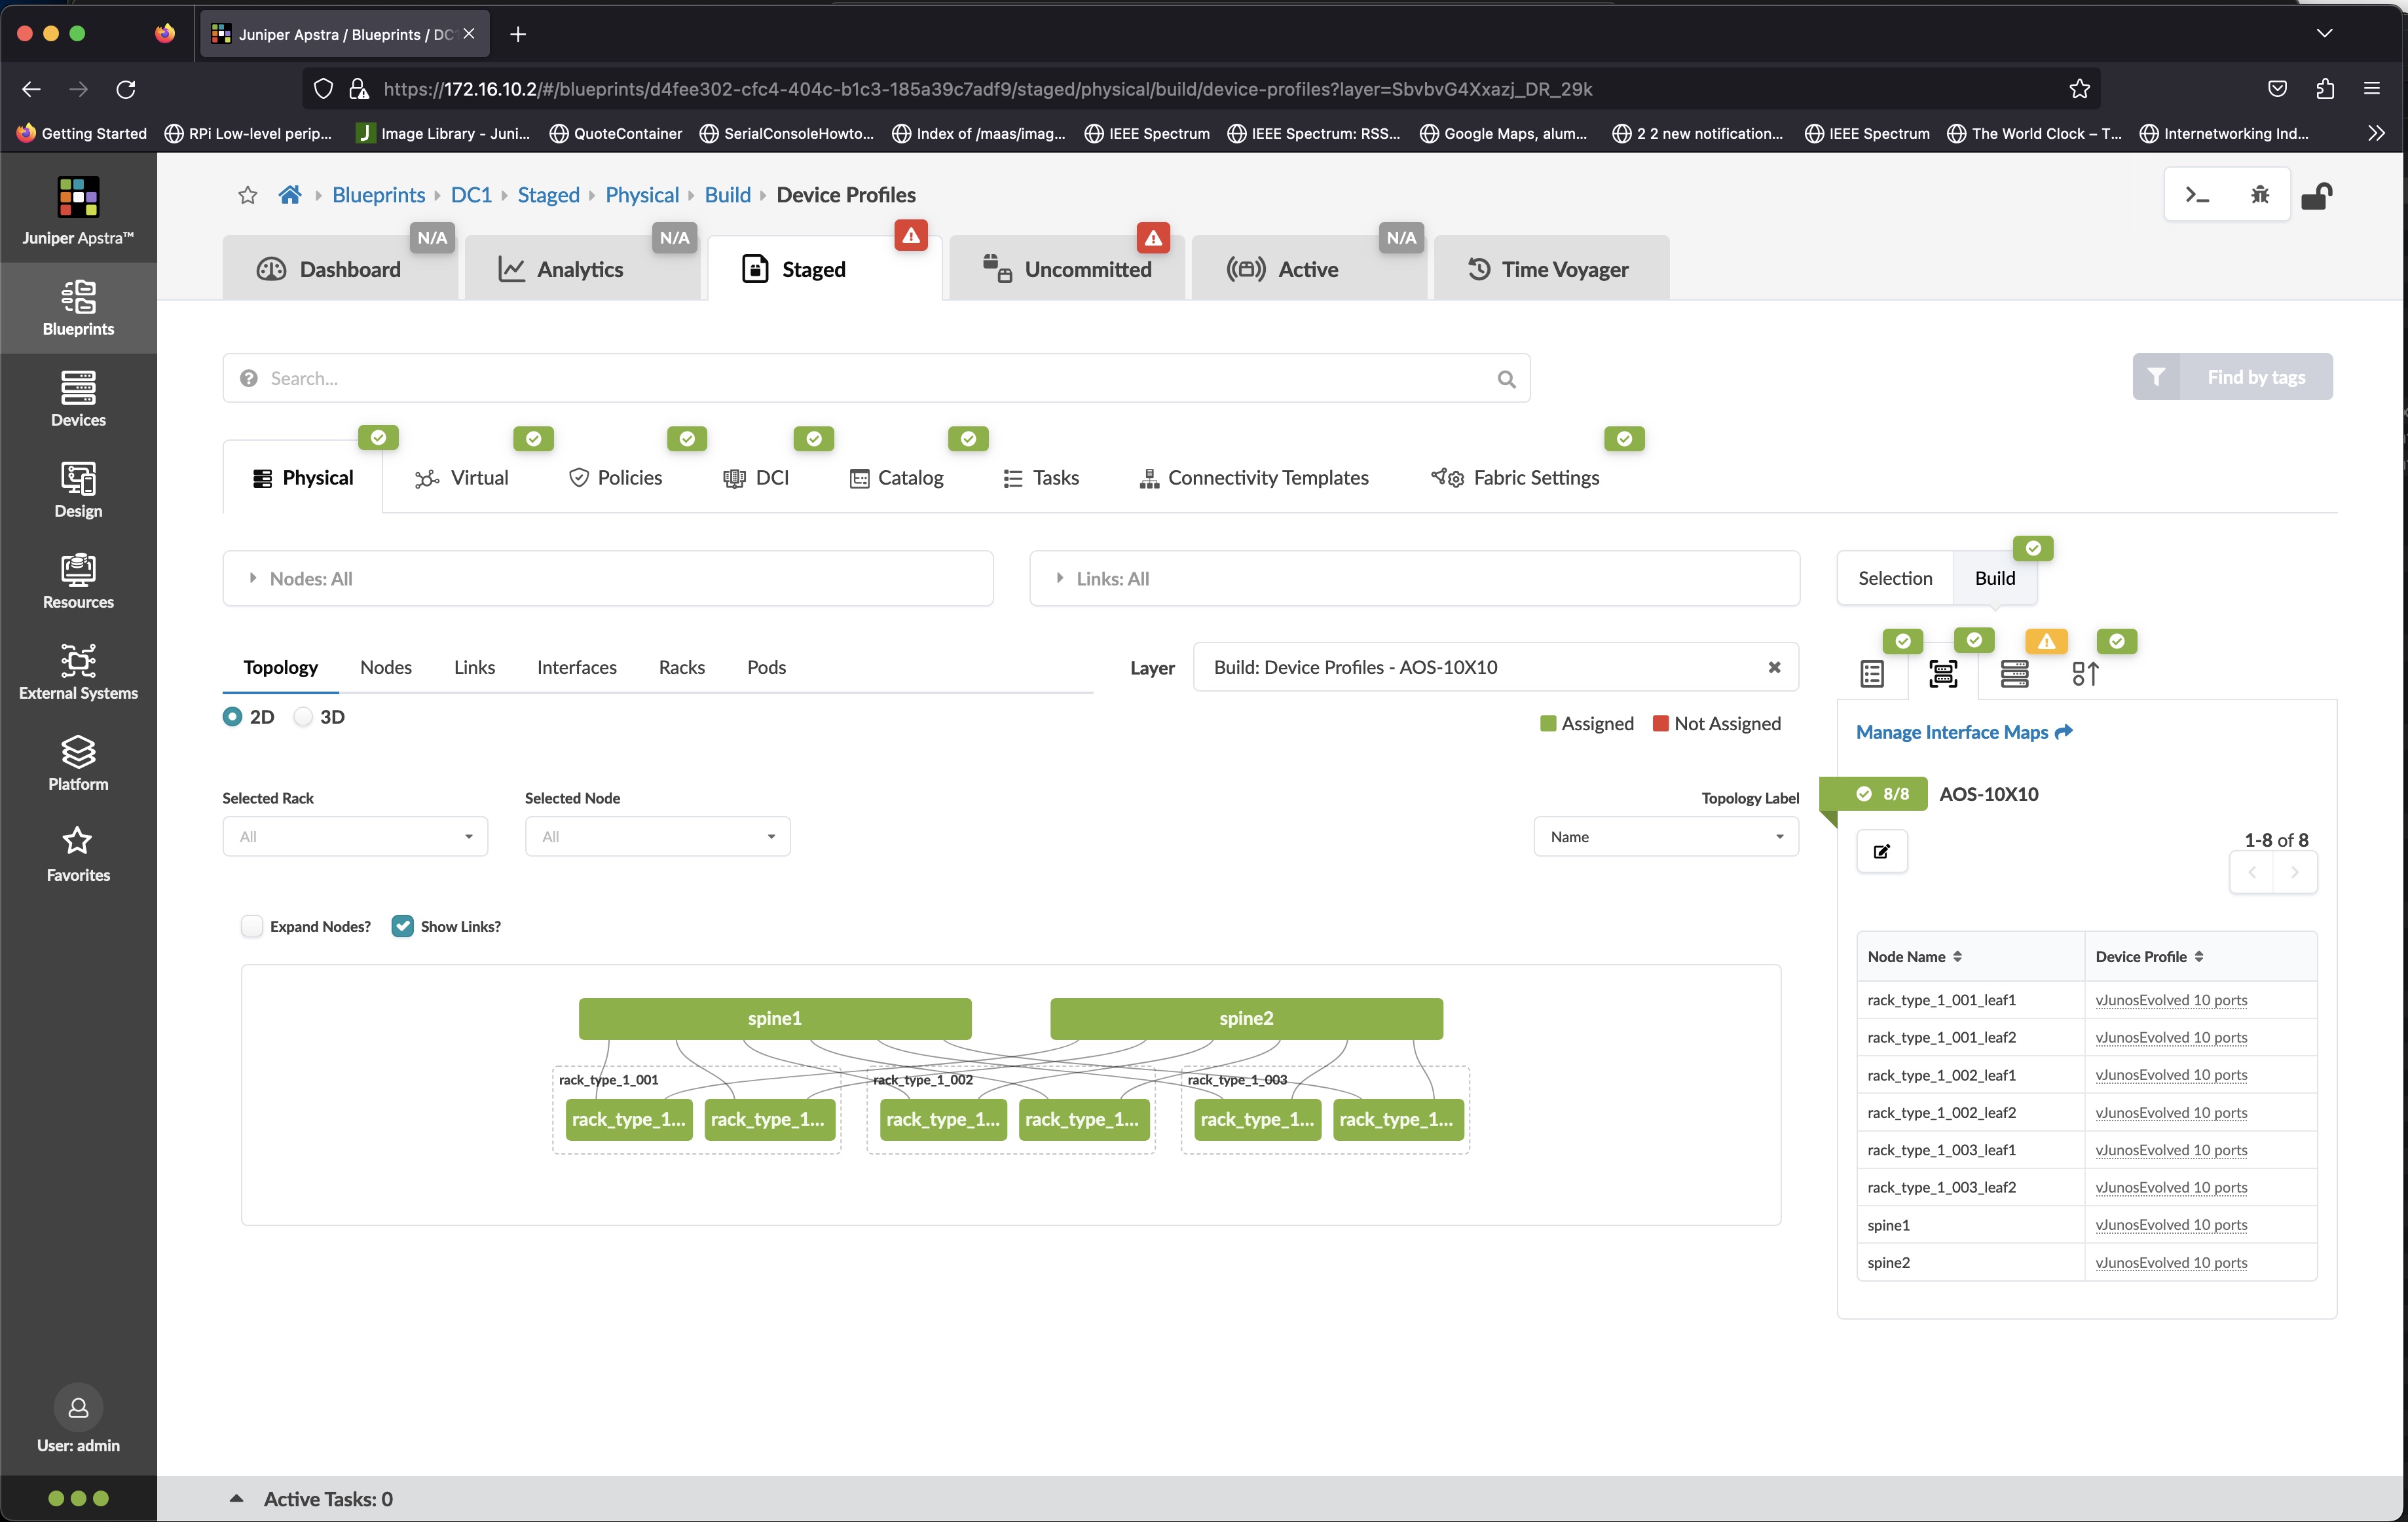 Juniper Apstra / Blueprints / DC
https://172.16.10.2/#/blueprints/d4fee302-cfc4-404c-b1c3-185a39c7adf9/staged/physical/build/device-profiles?layer=SbvbvG4Xxazj_DR_29k
Getting Started RPi Low-level perip... Image Library - Juni... QuoteContainer SerialConsoleHowto... Index of /maas/imag... IEEE Spectrum IEEE Spectrum: RSS... Google Maps, alum... 2 2 new notification... IEEE Spectrum The World Clock – T... Internetworking Ind...
Juniper Apstra™
Blueprints
Devices
Design
Resources
External Systems
Platform
Favorites
User: admin
Blueprints DC1 Staged Physical Build Device Profiles
N/A N/A N/A
Dashboard Analytics Staged Uncommitted Active Time Voyager
Search... Find by tags
Physical Virtual Policies DCI Catalog Tasks Connectivity Templates Fabric Settings
Nodes: All Links: All Selection Build
Topology Nodes Links Interfaces Racks Pods Layer Build: Device Profiles - AOS-10X10
2D 3D Assigned Not Assigned
Selected Rack Selected Node Topology Label
All All Name
Expand Nodes? Show Links?
spine1 spine2
rack_type_1_001 rack_type_1_002 rack_type_1_003
rack_type_1... rack_type_1... rack_type_1... rack_type_1... rack_type_1... rack_type_1...
Manage Interface Maps
8/8 AOS-10X10
1-8 of 8
Node Name Device Profile
rack_type_1_001_leaf1 vJunosEvolved 10 ports
rack_type_1_001_leaf2 vJunosEvolved 10 ports
rack_type_1_002_leaf1 vJunosEvolved 10 ports
rack_type_1_002_leaf2 vJunosEvolved 10 ports
rack_type_1_003_leaf1 vJunosEvolved 10 ports
rack_type_1_003_leaf2 vJunosEvolved 10 ports
spine1 vJunosEvolved 10 ports
spine2 vJunosEvolved 10 ports
Active Tasks: 0